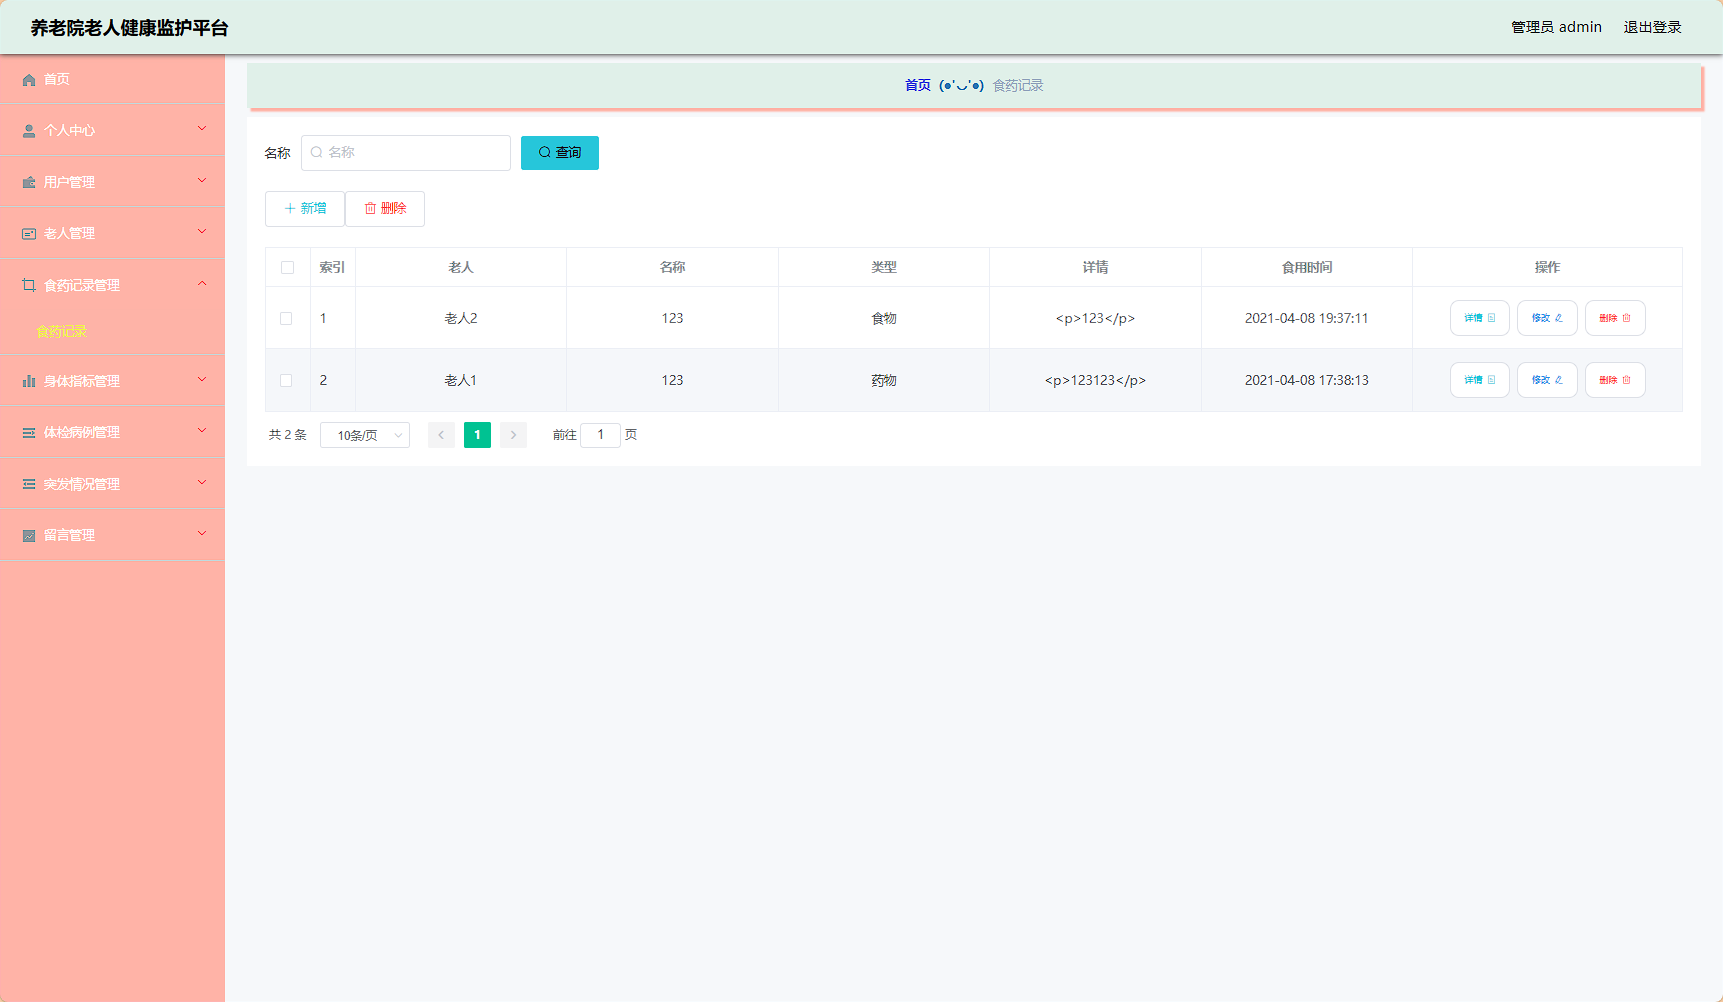 养老院老人健康监护平台
管理员 admin 退出登录
首页
个人中心
用户管理
老人管理
食药记录管理
食药记录
身体指标管理
体检病例管理
突发情况管理
留言管理
首页 (●'◡'●) 食药记录
名称 名称 查询
新增 删除
索引 老人 名称 类型 详情 食用时间 操作
1 老人2 123 食物 <p>123</p> 2021-04-08 19:37:11 详情 修改 删除
2 老人1 123 药物 <p>123123</p> 2021-04-08 17:38:13 详情 修改 删除
共 2 条 10条/页 1 前往 1 页